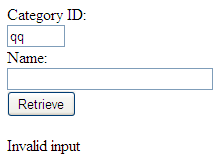 Category ID:
qq
Name:
Retrieve
Invalid input